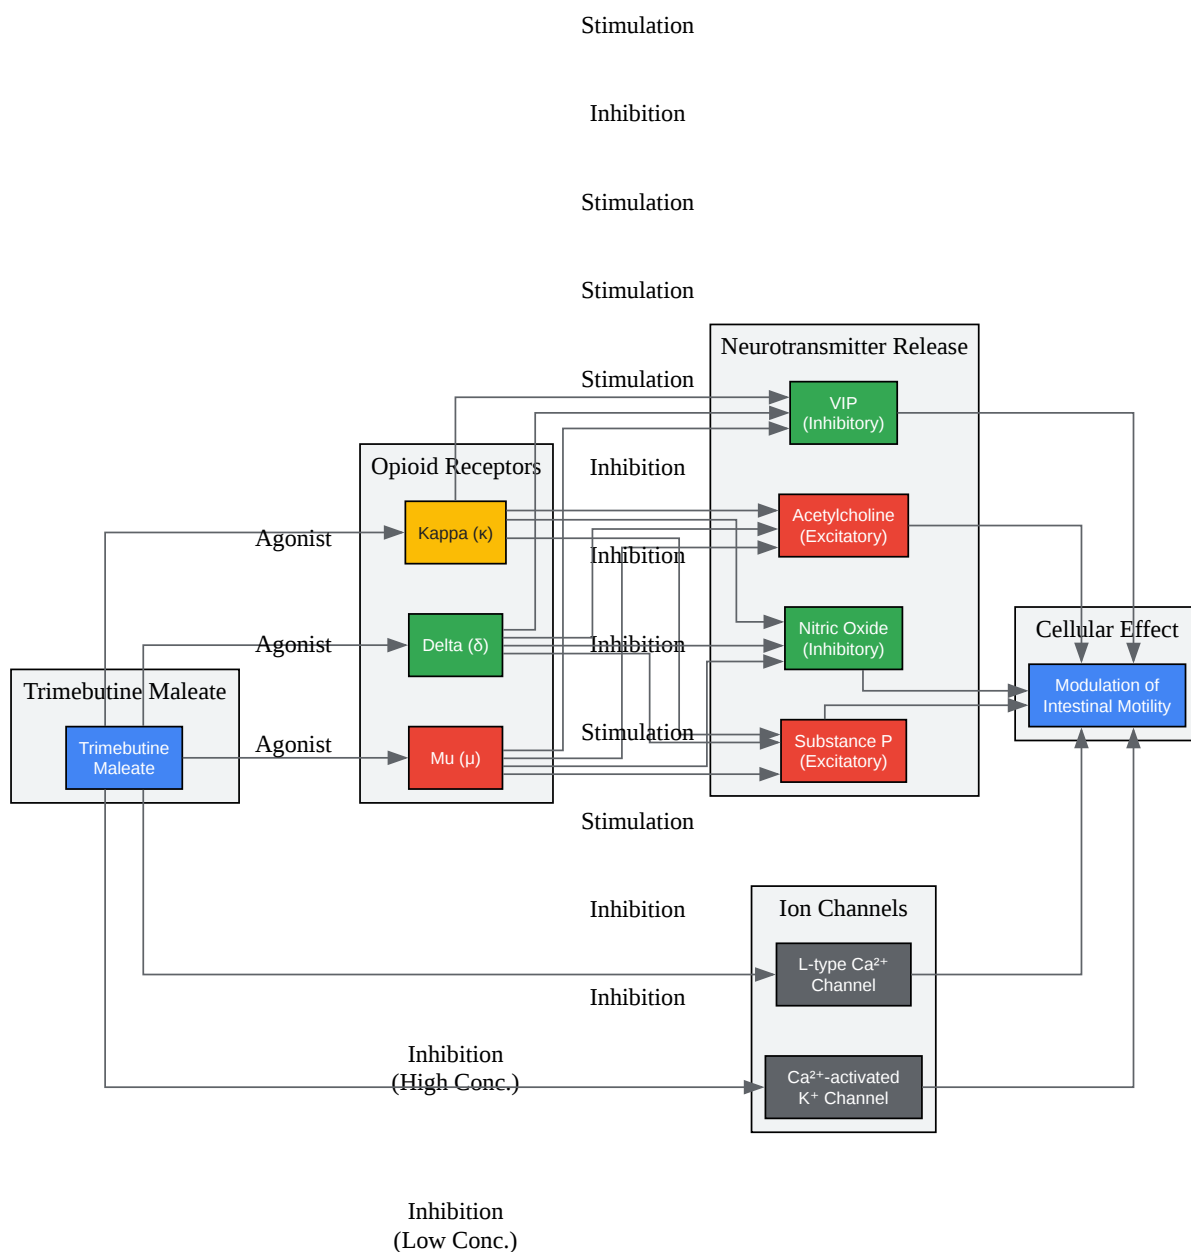 Stimulation
Inhibition
Stimulation
Stimulation
Stimulation
Inhibition
Inhibition
Inhibition
Stimulation
Stimulation
Inhibition
Inhibition
Trimebutine Maleate
Trimebutine
Maleate
Agonist
Agonist
Agonist
Opioid Receptors
Kappa (κ)
Delta (δ)
Mu (μ)
Neurotransmitter Release
VIP
(Inhibitory)
Acetylcholine
(Excitatory)
Nitric Oxide
(Inhibitory)
Substance P
(Excitatory)
Cellular Effect
Modulation of
Intestinal Motility
Ion Channels
L-type Ca²⁺
Channel
Ca²⁺-activated
K⁺ Channel
Inhibition
(High Conc.)
Inhibition
(Low Conc.)